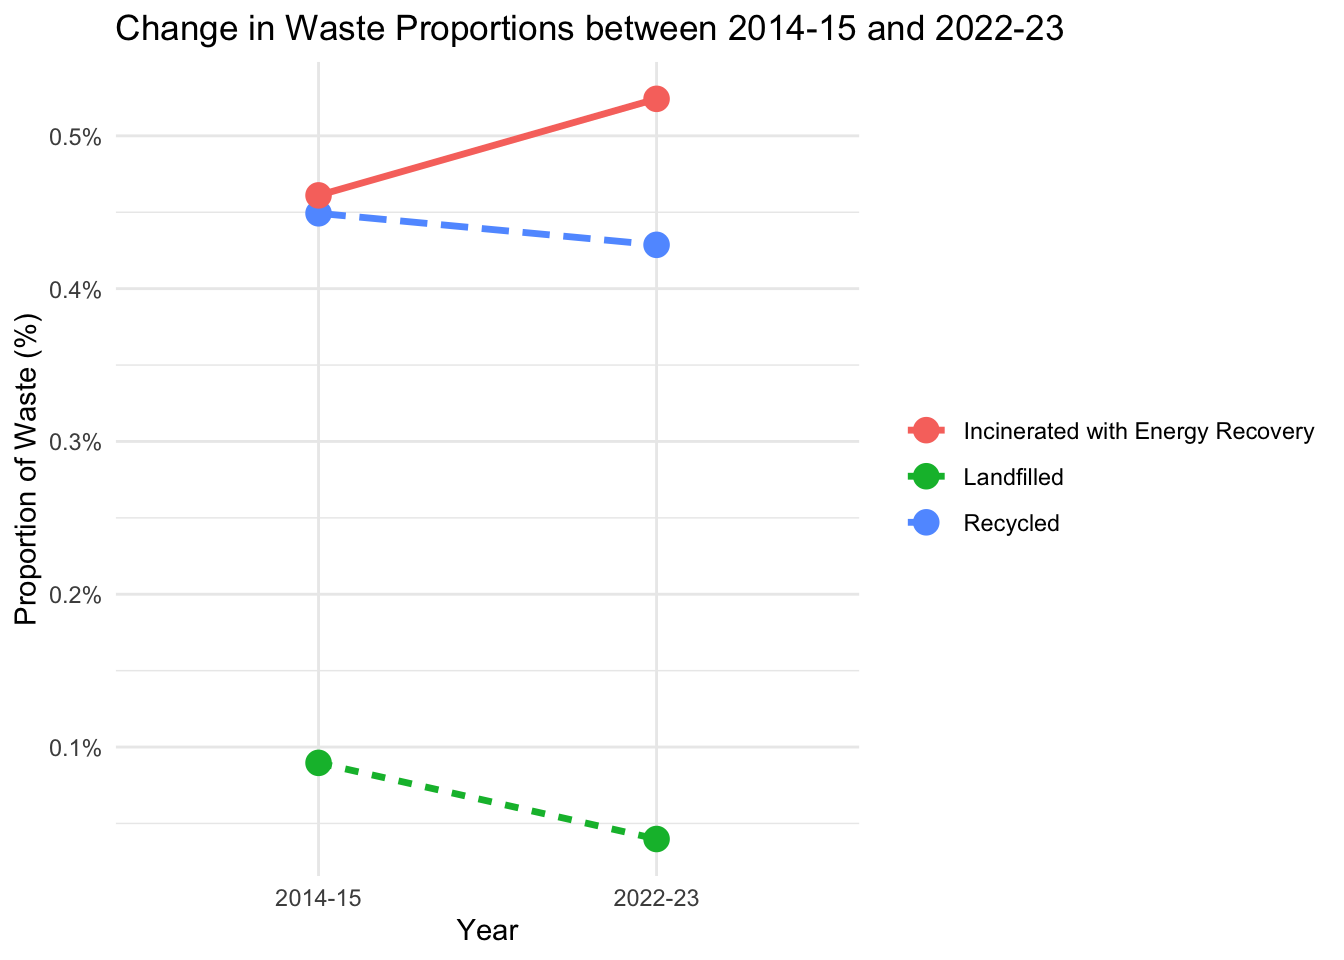 Change in Waste Proportions between 2014-15 and 2022-23
Proportion of Waste (%)
0.5%
0.4%
0.3%
0.2%
0.1%
2014-15
2022-23
Year
Incinerated with Energy Recovery
Landfilled
Recycled